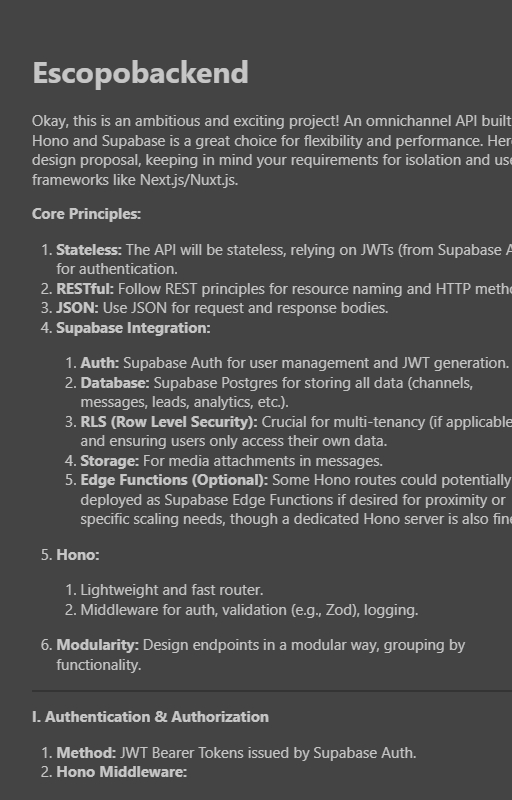 Escopobackend
Okay, this is an ambitious and exciting project! An omnichannel API built
Hono and Supabase is a great choice for flexibility and performance.
design proposal, keeping in mind your requirements for isolation and
frameworks like Next.js/Nuxt.js.
Core Principles:
1. Stateless: The API will be stateless, relying on JWTs (from Supabase
for authentication.
2. RESTful: Follow REST principles for resource naming and HTTP
3. JSON: Use JSON for request and response bodies.
4. Supabase Integration:
1. Auth: Supabase Auth for user management and JWT generation.
2. Database: Supabase Postgres for storing all data (channels,
messages, leads, analytics, etc.).
3. RLS (Row Level Security): Crucial for multi-tenancy (if applicable
and ensuring users only access their own data.
4. Storage: For media attachments in messages.
5. Edge Functions (Optional): Some Hono routes could potentially
deployed as Supabase Edge Functions if desired for proximity or
specific scaling needs, though a dedicated Hono server is also
5. Hono:
1. Lightweight and fast router.
2. Middleware for auth, validation (e.g., Zod), logging.
6. Modularity: Design endpoints in a modular way, grouping by
functionality.
I. Authentication & Authorization
1. Method: JWT Bearer Tokens issued by Supabase Auth.
2. Hono Middleware: